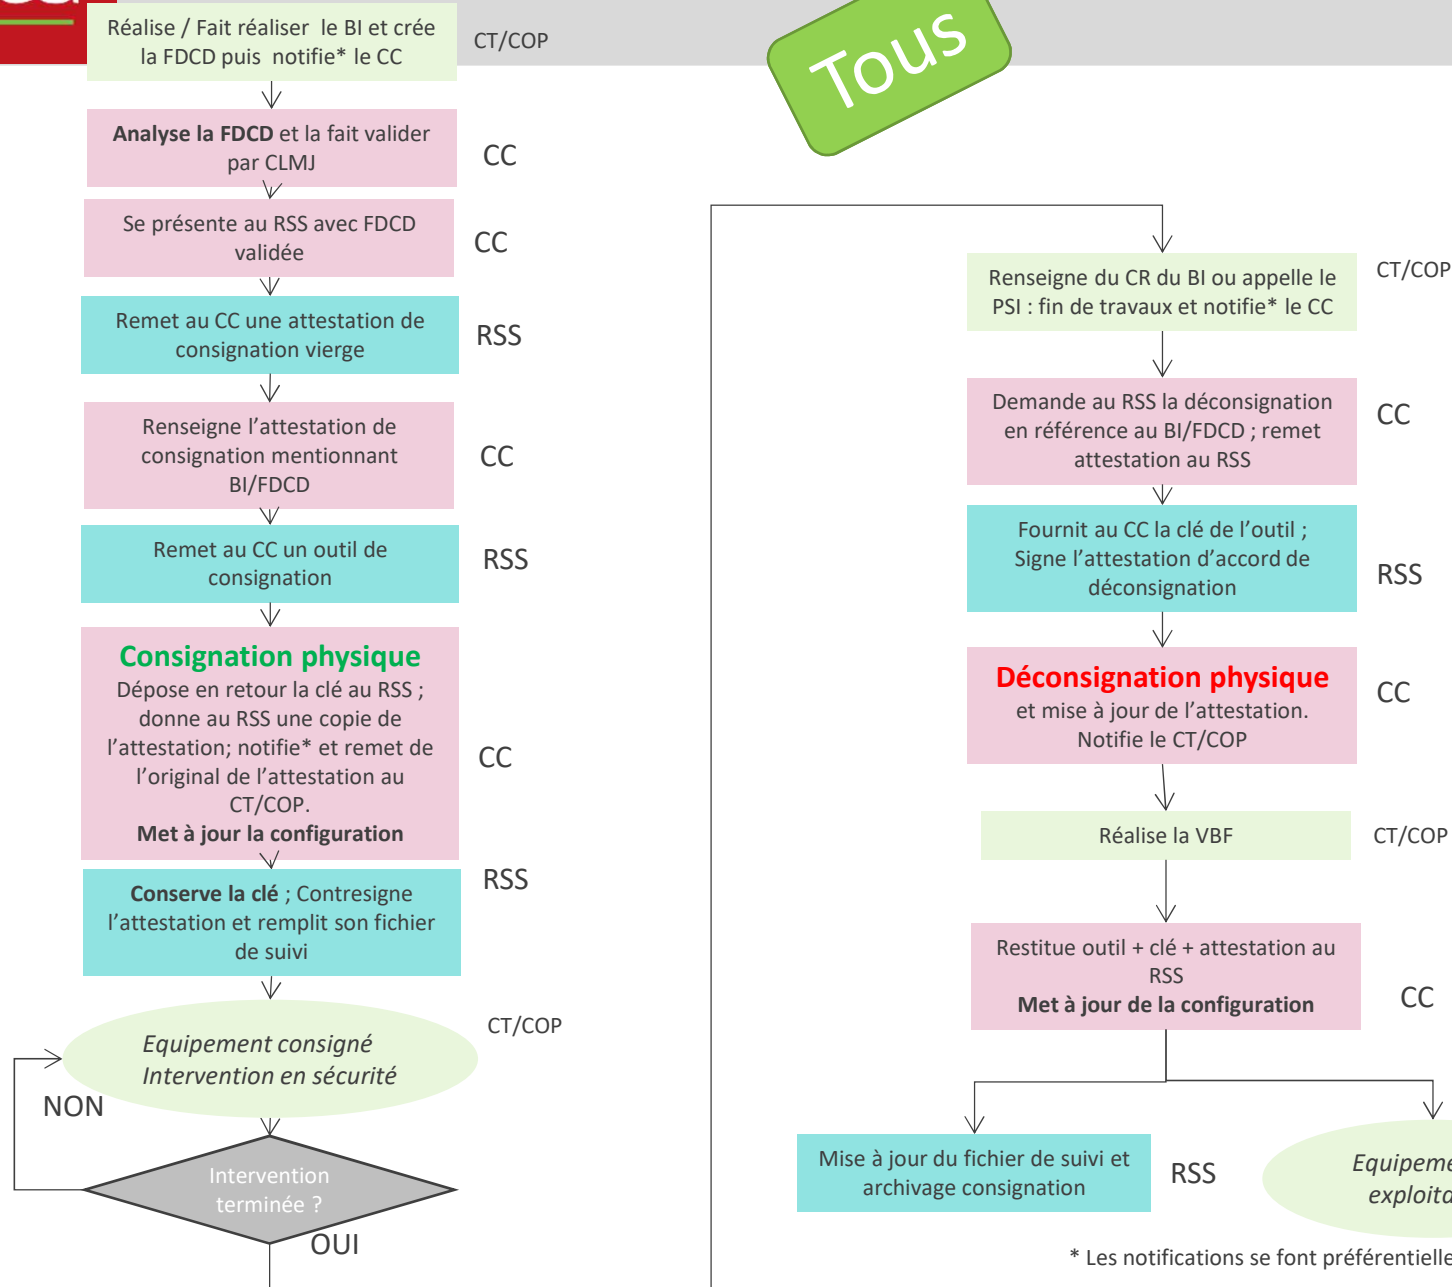 Réalise / Fait réaliser le BI et crée
la FDCD puis notifie* le CC
CT/COP
Tous
Analyse la FDCD et la fait valider
par CLMJ
CC
Se présente au RSS avec FDCD
validée
CC
Remet au CC une attestation de
consignation vierge
RSS
Renseigne l’attestation de
consignation mentionnant
BI/FDCD
CC
Remet au CC un outil de
consignation
RSS
Consignation physique
Dépose en retour la clé au RSS ;
donne au RSS une copie de
l’attestation; notifie* et remet de
l’original de l’attestation au
CT/COP.
Met à jour la configuration
CC
Conserve la clé ; Contresigne
l’attestation et remplit son fichier
de suivi
RSS
Equipement consigné
Intervention en sécurité
CT/COP
NON
Intervention
terminée ?
OUI
Renseigne du CR du BI ou appelle le
PSI : fin de travaux et notifie* le CC
CT/COP
Demande au RSS la déconsignation
en référence au BI/FDCD ; remet
attestation au RSS
CC
Fournit au CC la clé de l’outil ;
Signe l’attestation d’accord de
déconsignation
RSS
Déconsignation physique
et mise à jour de l’attestation.
Notifie le CT/COP
CC
Réalise la VBF
CT/COP
Restitue outil + clé + attestation au
RSS
Met à jour de la configuration
CC
Mise à jour du fichier de suivi et
archivage consignation
RSS
* Les notifications se font